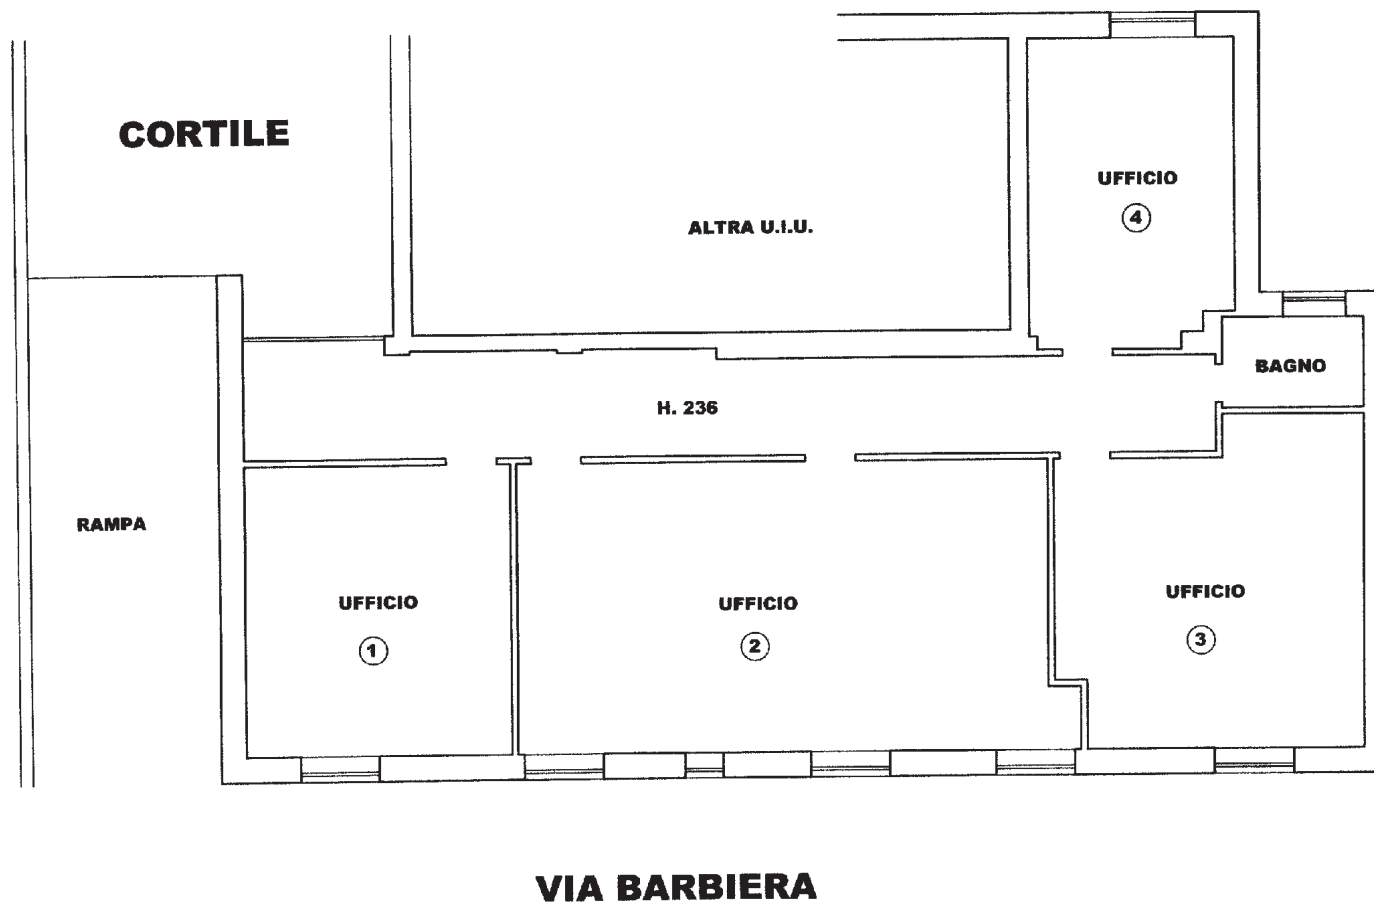 CORTILE
UFFICIO
4
ALTRA U.I.U.
BAGNO
H. 236
RAMPA
UFFICIO
1
UFFICIO
2
UFFICIO
3
VIA BARBIERA